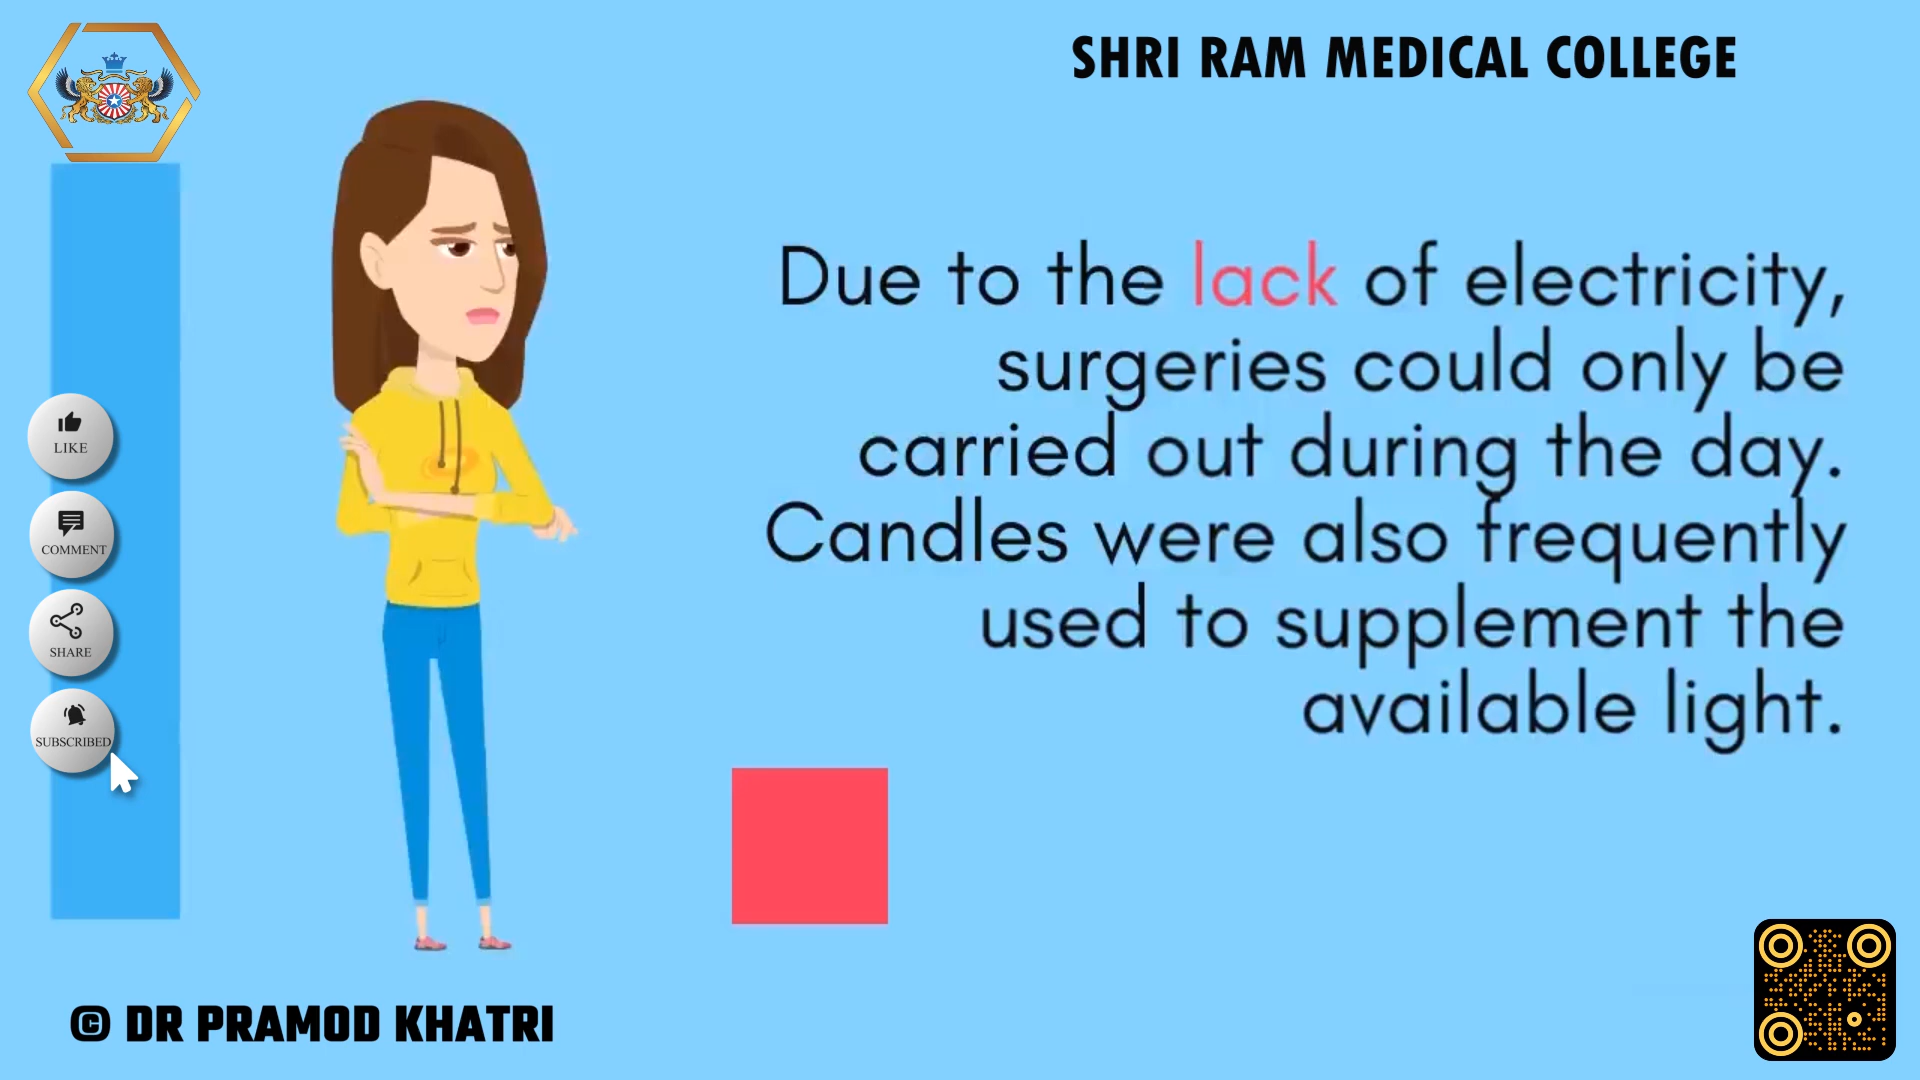 SHRI RAM MEDICAL COLLEGE
Due to the lack of electricity,
surgeries could only be
carried out during the day.
Candles were also frequently
used to supplement the
available light.
LIKE
COMMENT
SHARE
SUBSCRIBED
© DR PRAMOD KHATRI